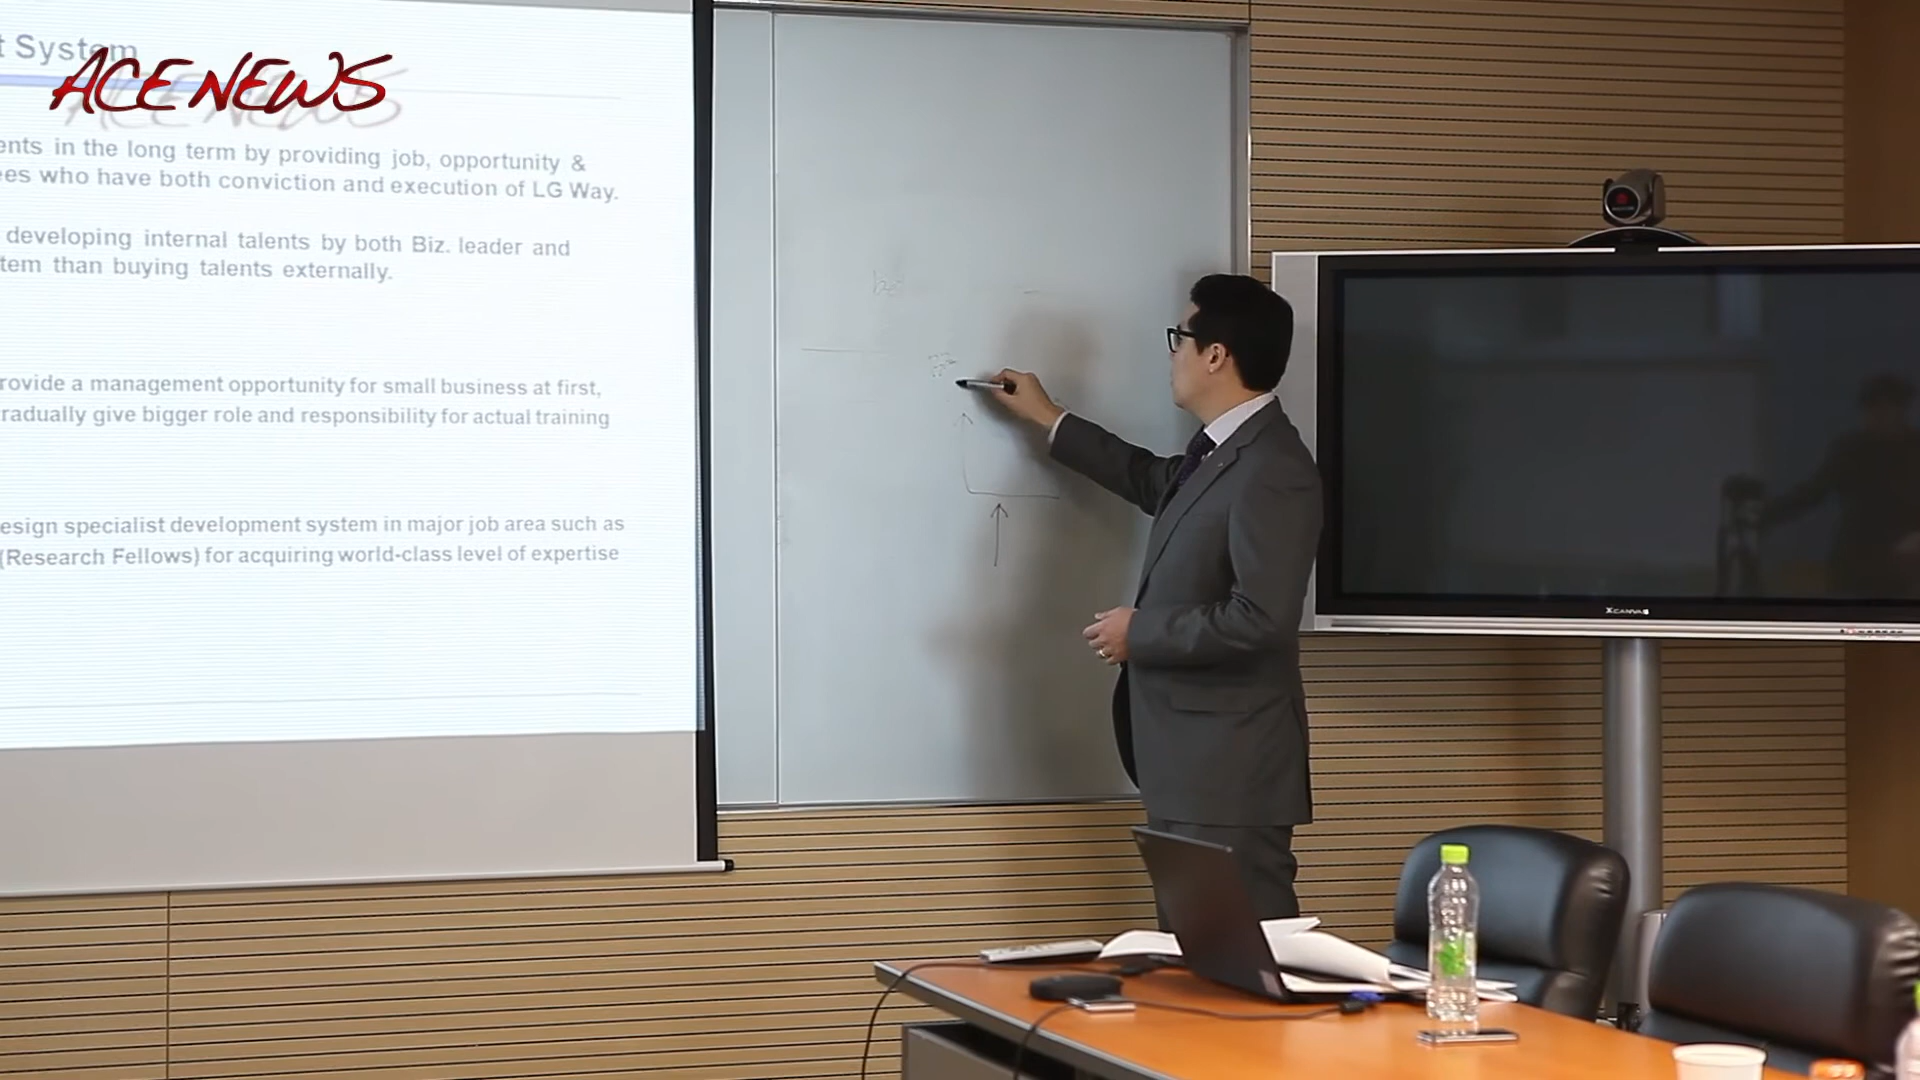 t System
ACE NEWS
ents in the long term by providing job, opportunity &
ees who have both conviction and execution of LG Way.
developing internal talents by both Biz. leader and
tem than buying talents externally.
rovide a management opportunity for small business at first,
radually give bigger role and responsibility for actual training
esign specialist development system in major job area such as
(Research Fellows) for acquiring world-class level of expertise
XCANVAS